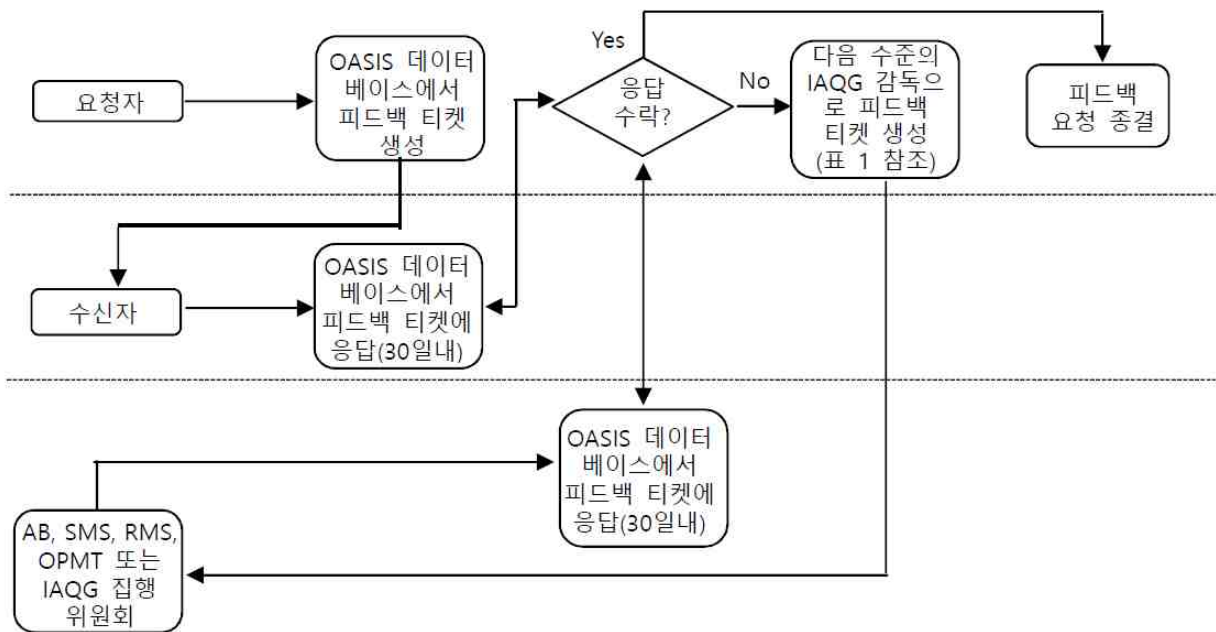 요청자
OASIS 데이터
베이스에서
피드백 티켓
생성
Yes
응답
수락?
No
다음 수준의
IAQG 감독으
로 피드백
티켓 생성
(표 1 참조)
피드백
요청 종결
수신자
OASIS 데이터
베이스에서
피드백 티켓에
응답(30일내)
OASIS 데이터
베이스에서
피드백 티켓에
응답(30일내)
AB, SMS, RMS,
OPMT 또는
IAQG 집행
위원회